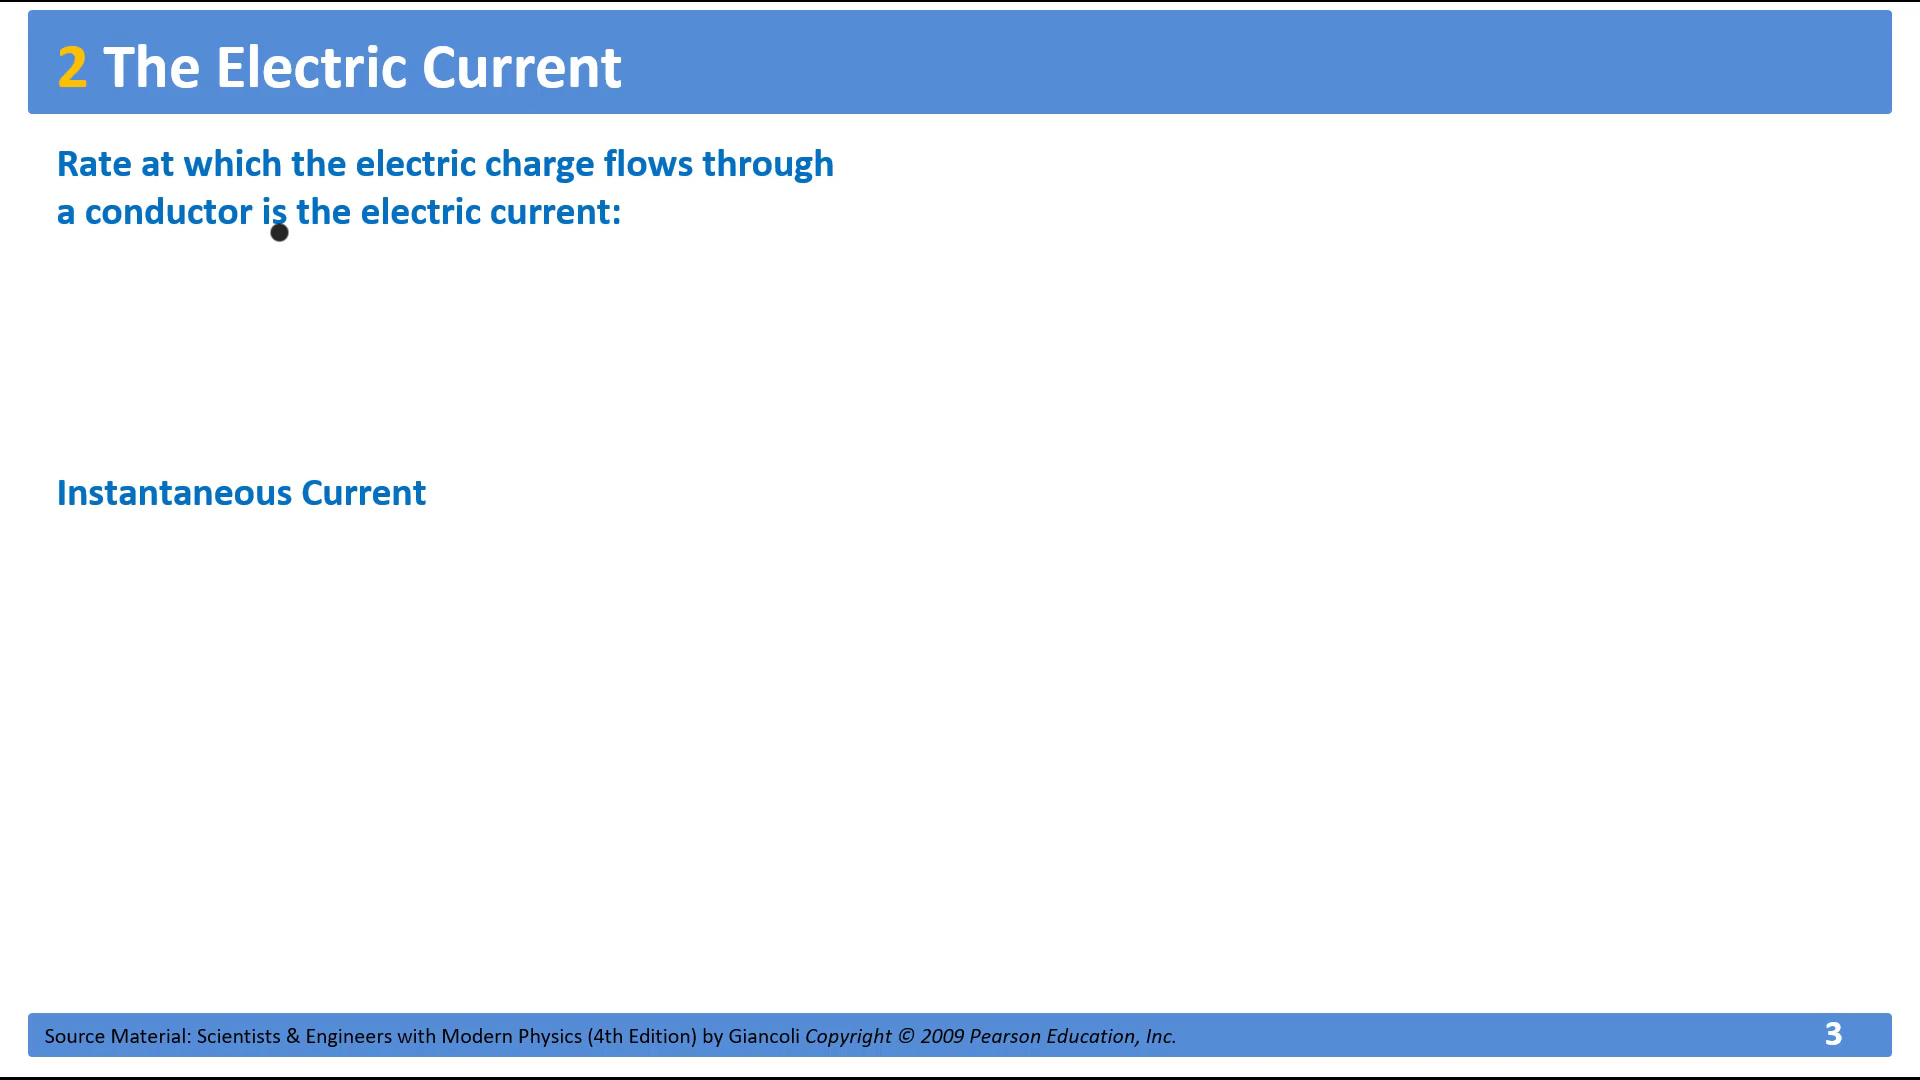 2 The Electric Current
Rate at which the electric charge flows through
a conductor is the electric current:
Instantaneous Current
Source Material: Scientists & Engineers with Modern Physics (4th Edition) by Giancoli Copyright © 2009 Pearson Education, Inc.
3